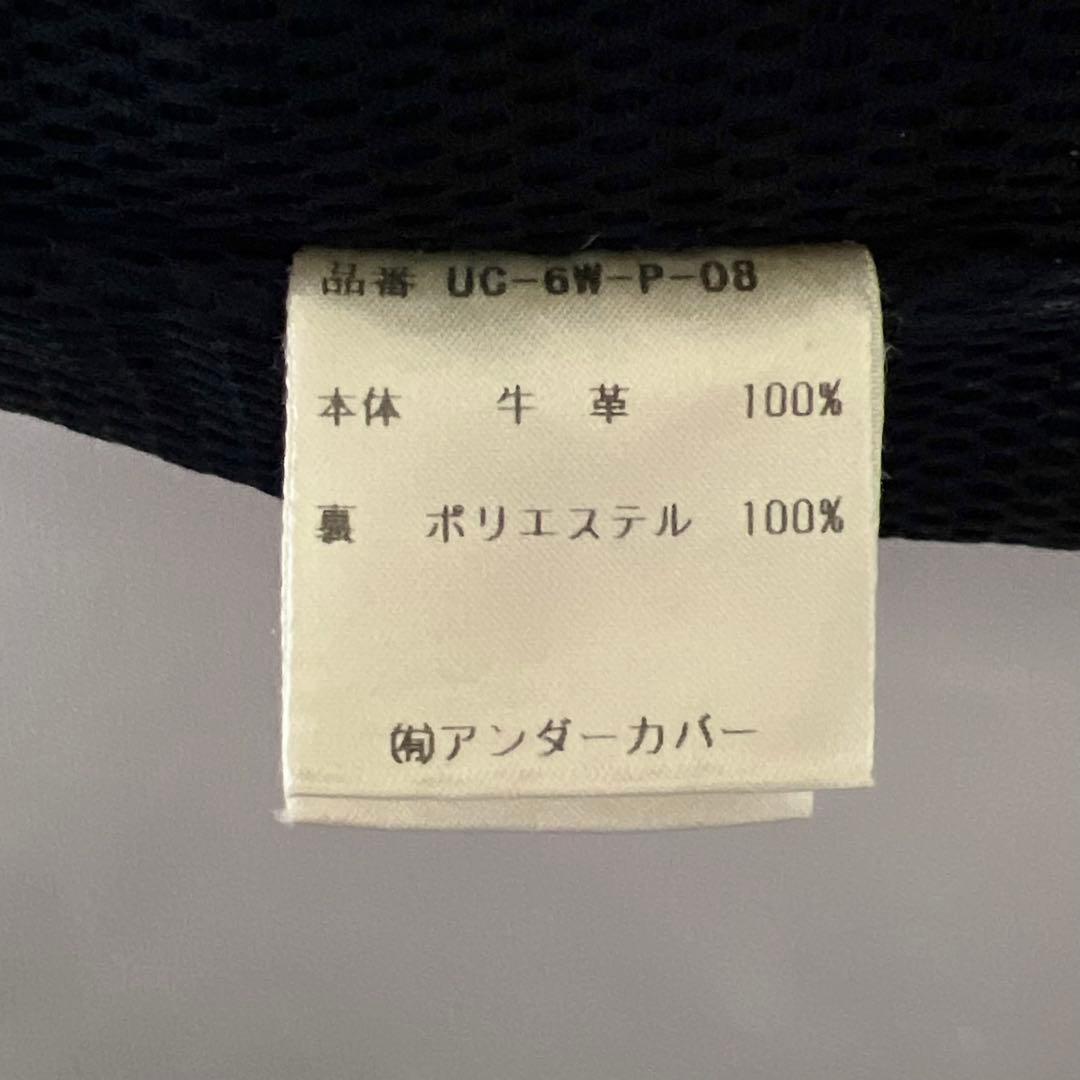 品番 UC-6W-P-08
本体 牛 革 100%
裏 ポリエステル 100%
㈲アンダーカバー